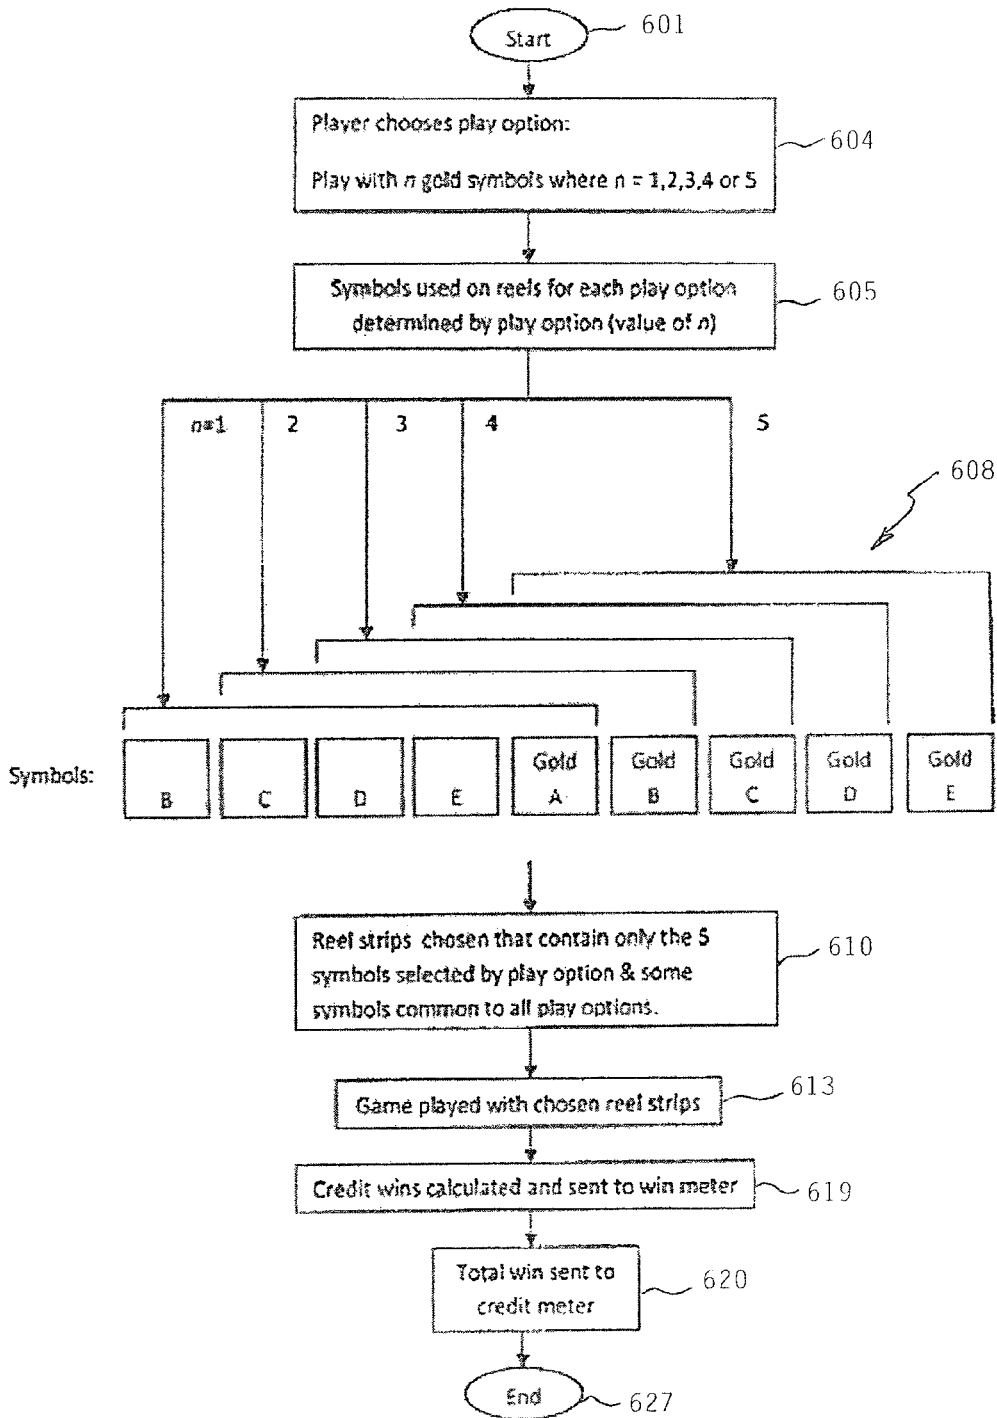 Start
601
Player chooses play option:
Play with n gold symbols where n = 1,2,3,4 or 5
604
Symbols used on reels for each play option
determined by play option (value of n)
605
n=1 2 3 4 5
608
Symbols:
B
C
D
E
Gold
A
Gold
B
Gold
C
Gold
D
Gold
E
Reel strips chosen that contain only the 5
symbols selected by play option & some
symbols common to all play options.
610
Game played with chosen reel strips
613
Credit wins calculated and sent to win meter
619
Total win sent to
credit meter
620
End
627